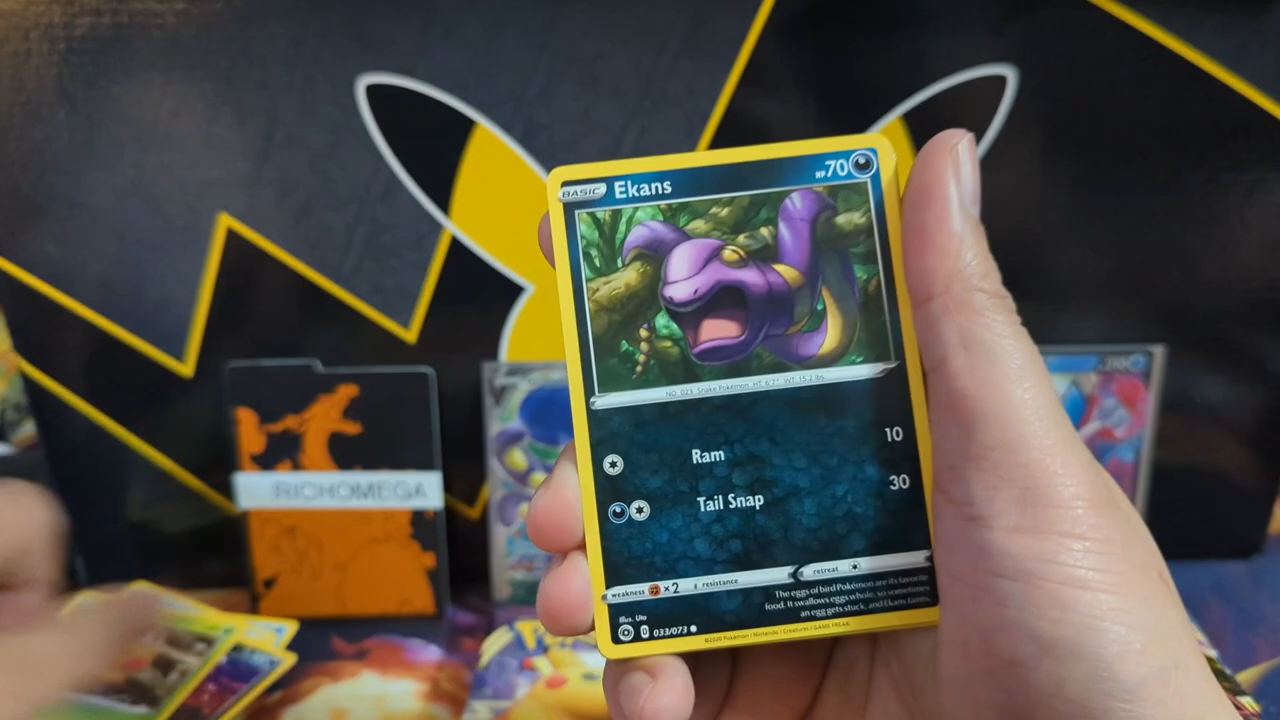 BASIC Ekans HP 70
NO. 023 Snake Pokémon HT. 6'7" WT. 15.2 lbs
Ram 10
Tail Snap 30
weakness ×2 resistance retreat
The eggs of bird Pokémon are its favorite
food. It swallows eggs whole, so sometimes
an egg gets stuck, and Ekans faints.
Illus. Uta
033/073
©2020 Pokémon / Nintendo / Creatures / GAME FREAK
RICHOMEGA